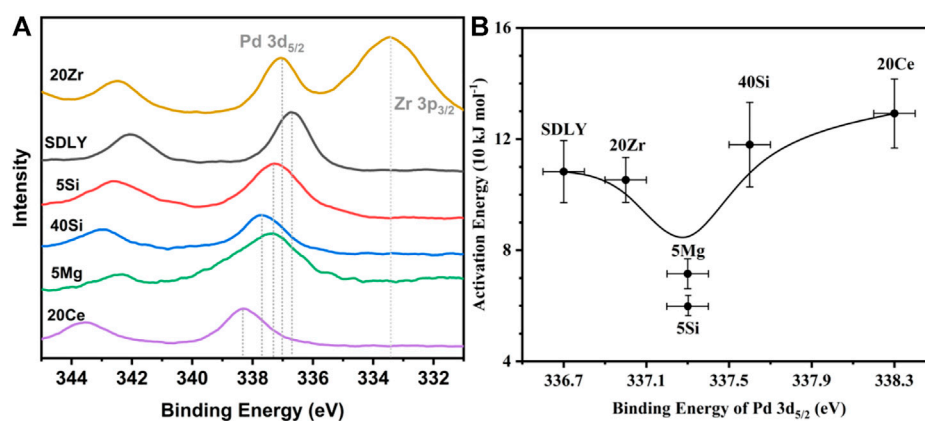 A
Pd 3d5/2
20Zr
Zr 3p3/2
SDLY
5Si
40Si
5Mg
20Ce
Intensity
344 342 340 338 336 334 332
Binding Energy (eV)
B
16
12
8
4
Activation Energy (10 kJ mol-1)
20Ce
40Si
SDLY
20Zr
5Mg
5Si
336.7 337.1 337.5 337.9 338.3
Binding Energy of Pd 3d5/2 (eV)